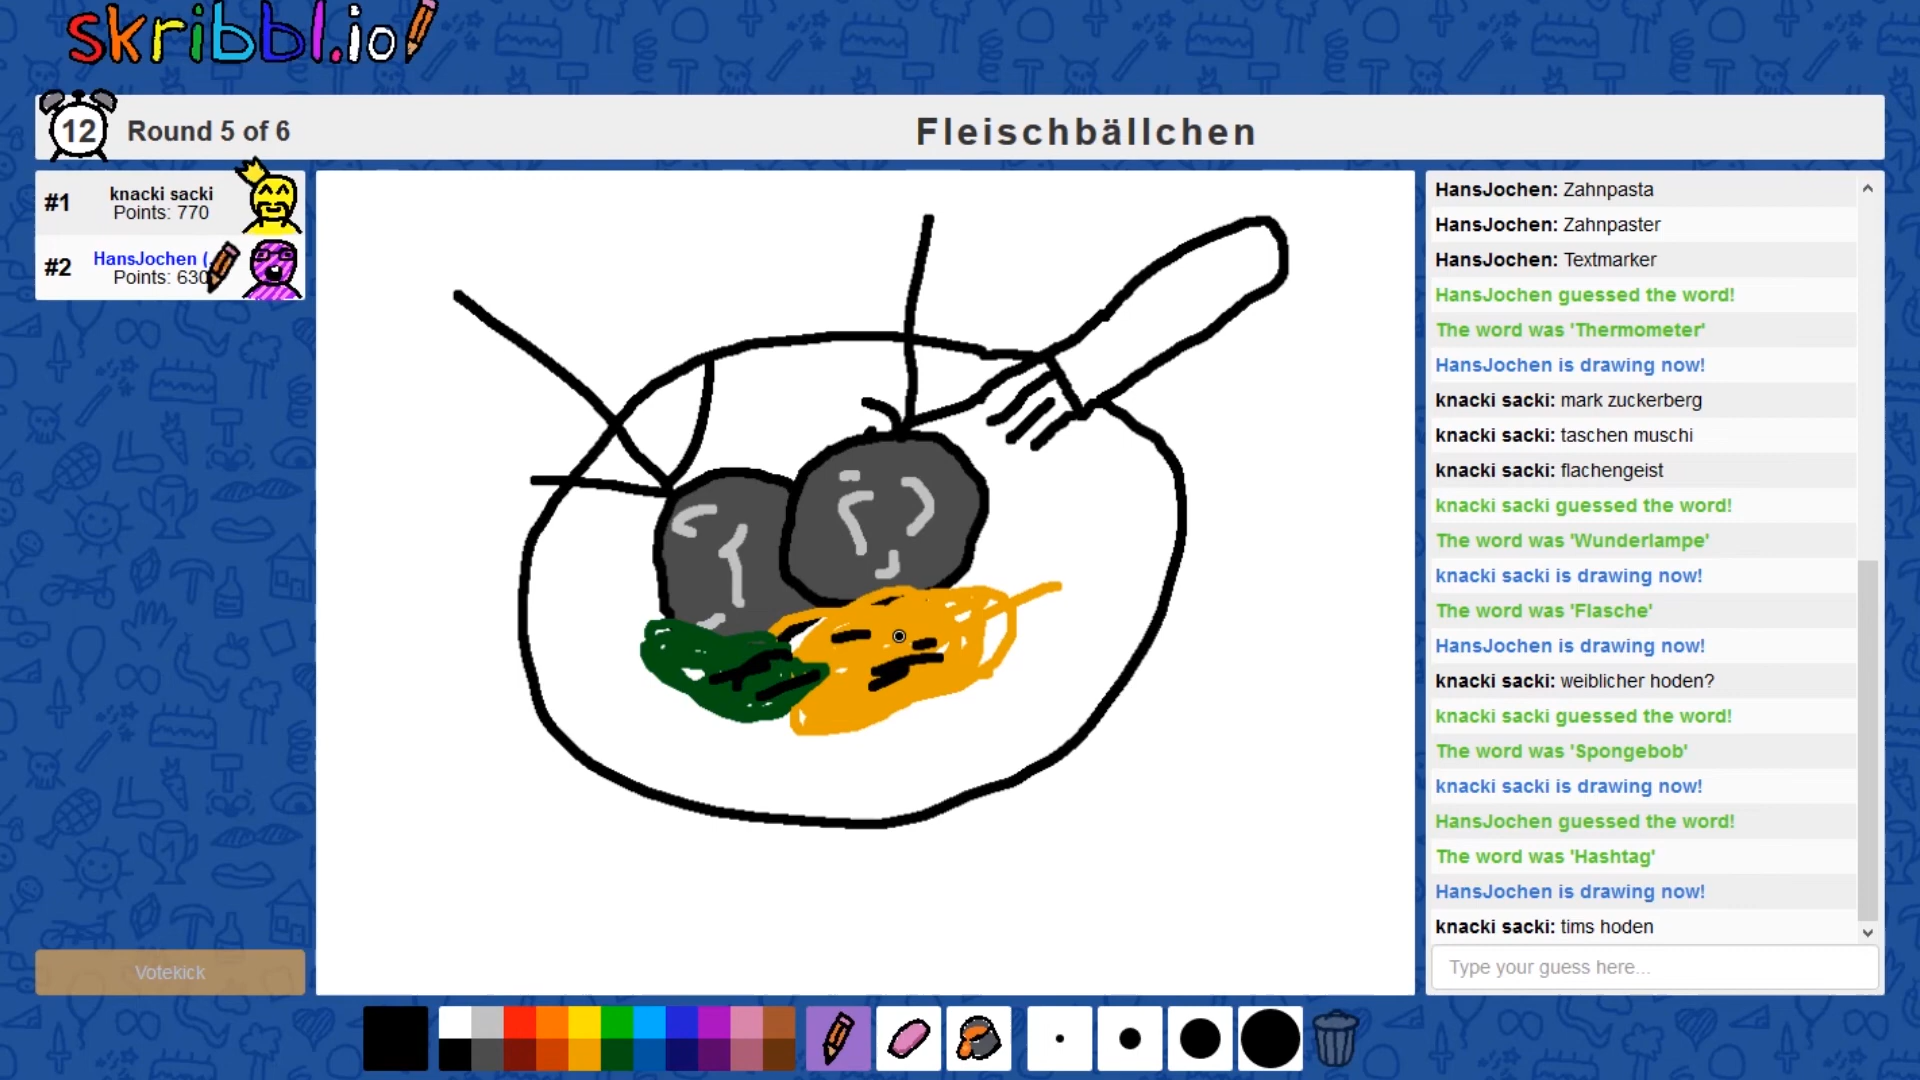 skribbl.io
12
Round 5 of 6
Fleischbällchen
#1
knacki sacki
Points: 770
#2
HansJochen (
Points: 630
HansJochen: Zahnpasta
HansJochen: Zahnpaster
HansJochen: Textmarker
HansJochen guessed the word!
The word was 'Thermometer'
HansJochen is drawing now!
knacki sacki: mark zuckerberg
knacki sacki: taschen muschi
knacki sacki: flachengeist
knacki sacki guessed the word!
The word was 'Wunderlampe'
knacki sacki is drawing now!
The word was 'Flasche'
HansJochen is drawing now!
knacki sacki: weiblicher hoden?
knacki sacki guessed the word!
The word was 'Spongebob'
knacki sacki is drawing now!
HansJochen guessed the word!
The word was 'Hashtag'
HansJochen is drawing now!
knacki sacki: tims hoden
Type your guess here...
Votekick